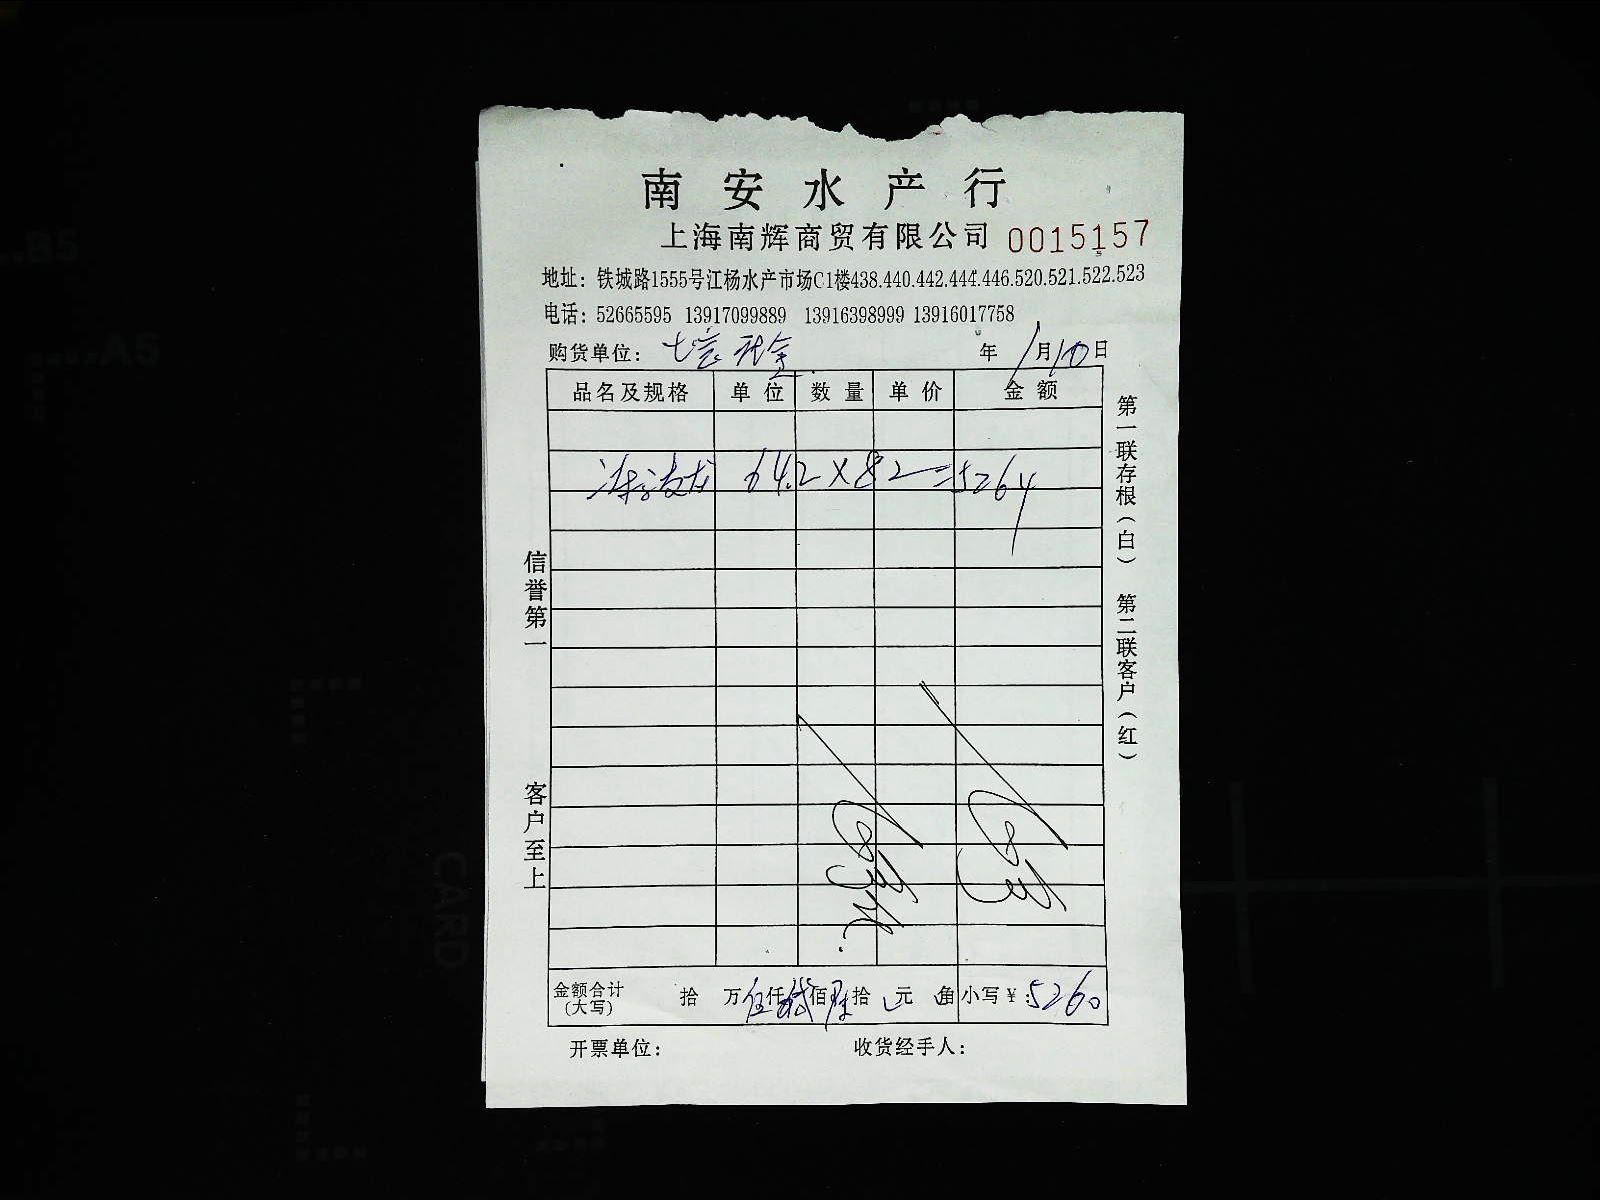 南安水产行
上海南辉商贸有限公司 0015157
地址：铁城路1555号江杨水产市场C1楼438.440.442.444.446.520.521.522.523
电话：52665595 13917099889 13916398999 13916017758
购货单位： 年 1月10日
品名及规格 单位 数量 单价 金额
64.2×82=5264
金额合计(大写) 拾 万伍仟贰佰陆拾 元 角 小写￥：5260
开票单位： 收货经手人：
信誉第一 客户至上
第一联存根（白） 第二联客户（红）